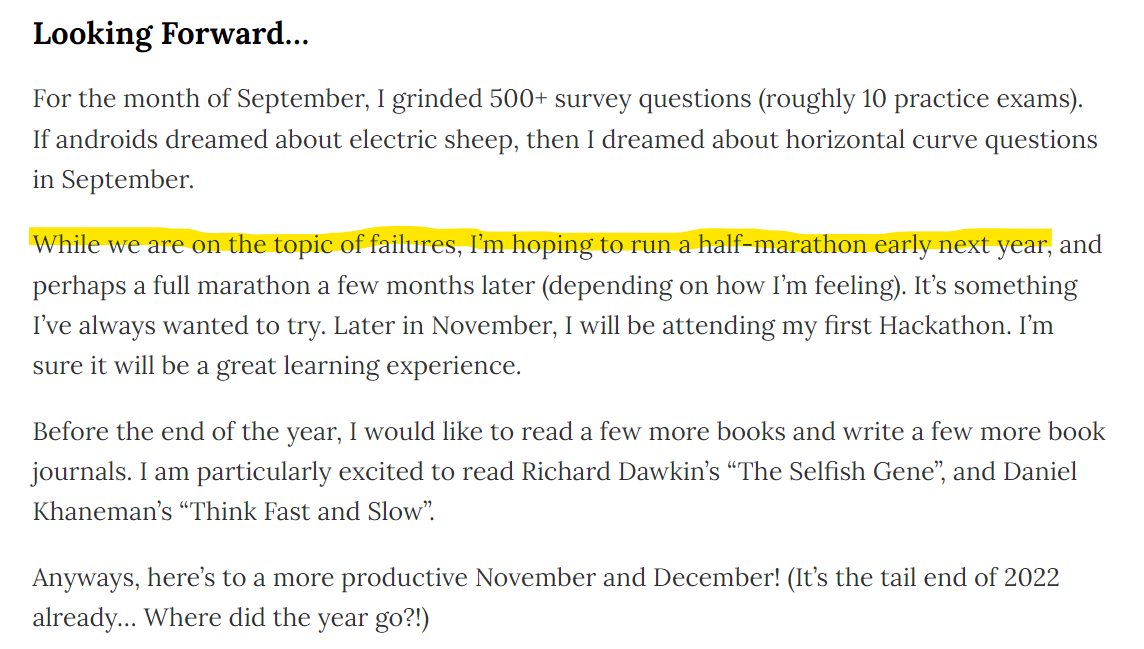 Looking Forward…
For the month of September, I grinded 500+ survey questions (roughly 10 practice exams).
If androids dreamed about electric sheep, then I dreamed about horizontal curve questions
in September.
While we are on the topic of failures, I’m hoping to run a half-marathon early next year, and
perhaps a full marathon a few months later (depending on how I’m feeling). It’s something
I’ve always wanted to try. Later in November, I will be attending my first Hackathon. I’m
sure it will be a great learning experience.
Before the end of the year, I would like to read a few more books and write a few more book
journals. I am particularly excited to read Richard Dawkin’s “The Selfish Gene”, and Daniel
Khaneman’s “Think Fast and Slow”.
Anyways, here’s to a more productive November and December! (It’s the tail end of 2022
already… Where did the year go?!)